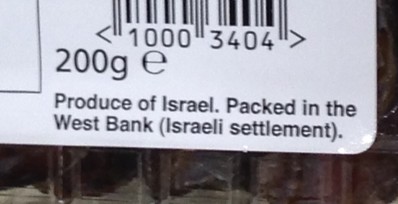 <1000 3404>
200g ℮
Produce of Israel. Packed in the
West Bank (Israeli settlement).